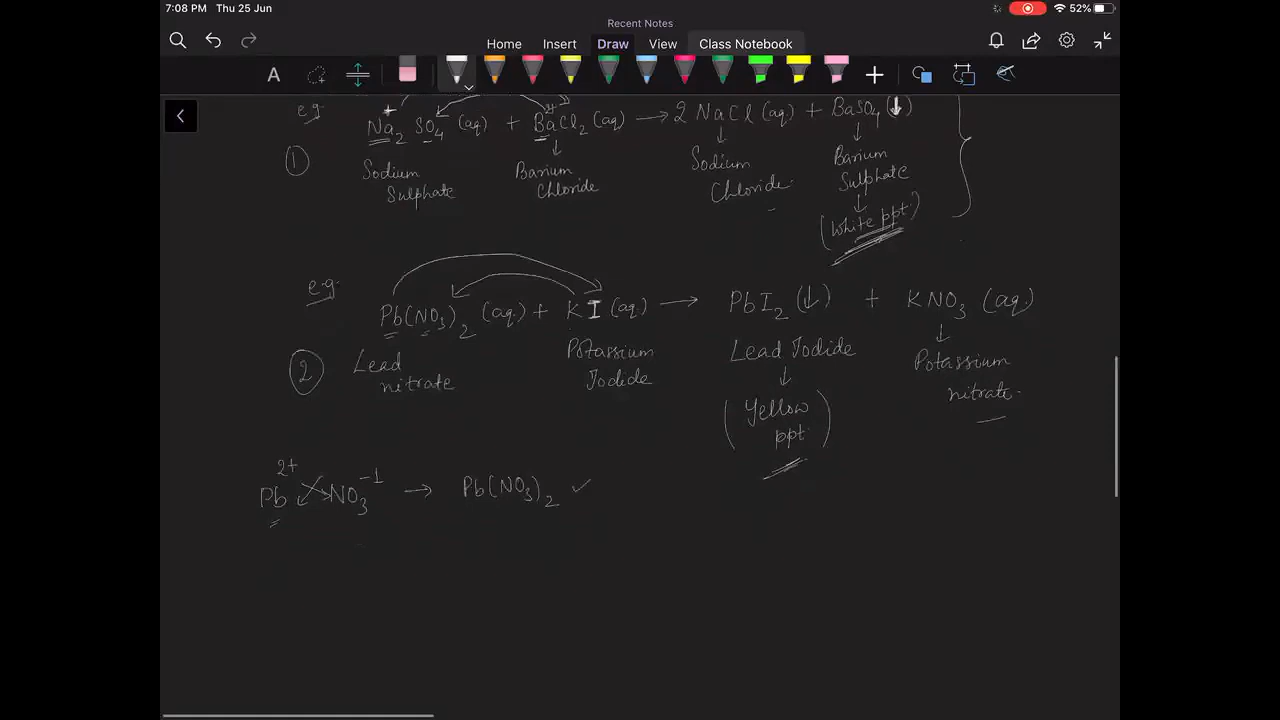 7:08 PM Thu 25 Jun
Recent Notes
52%
Home Insert Draw View Class Notebook
A
e.g.
Na₂⁺ SO₄ (aq) + Ba²⁺Cl₂ (aq) → 2 NaCl (aq) + BaSO₄ (↓)
①
Sodium Sulphate
Barium Chloride
Sodium Chloride.
Barium Sulphate
(White ppt.)
e.g.
Pb(NO₃)₂ (aq) + KI (aq) → PbI₂ (↓) + KNO₃ (aq)
②
Lead nitrate
Potassium Iodide
Lead Iodide
Potassium nitrate.
(Yellow ppt.)
Pb²⁺ NO₃⁻¹ → Pb(NO₃)₂ ✓